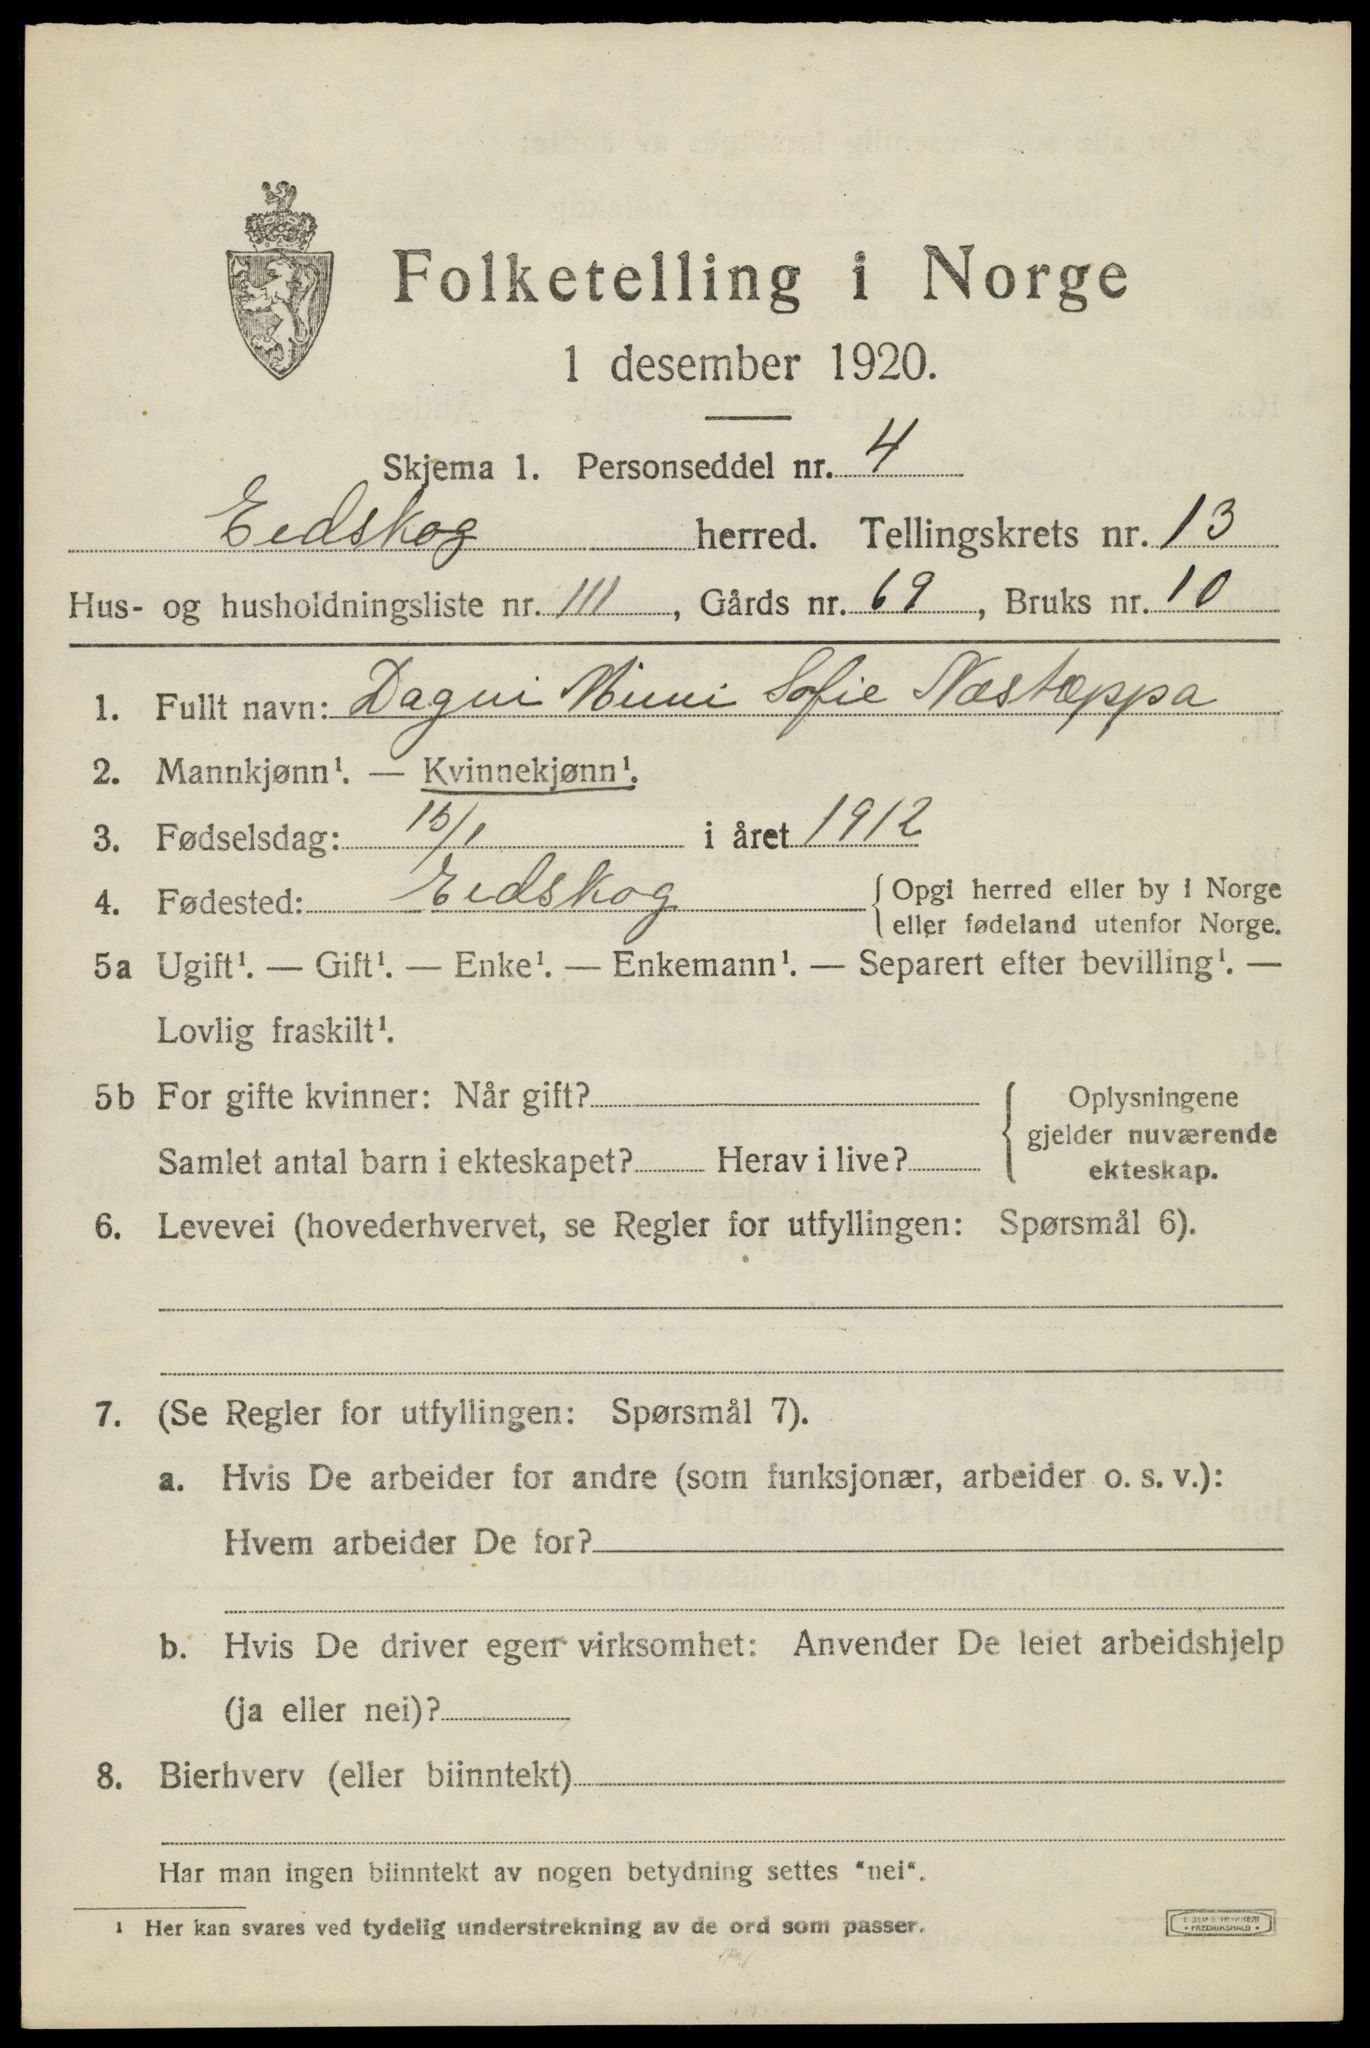 Folketelling i Norge
1 desember 1920.
Skjema 1. Personseddel nr. 4
Eidskog herred. Tellingskrets nr. 13
Hus- og husholdningsliste nr. 111, Gårds nr. 69, Bruks nr. 10
1. Fullt navn: Dagni Mimi Sofie Næstæppa
2. Mannkjønn¹. — Kvinnekjønn¹.
3. Fødselsdag: 15/1 i året 1912
4. Fødested: Eidskog {Opgi herred eller by i Norge
eller fødeland utenfor Norge.
5a Ugift¹. — Gift¹. — Enke¹. — Enkemann¹. — Separert efter bevilling¹. —
Lovlig fraskilt¹.
5b For gifte kvinner: Når gift? Oplysningene
gjelder nuværende
Samlet antal barn i ekteskapet? Herav i live? ekteskap.
6. Levevei (hovederhvervet, se Regler for utfyllingen: Spørsmål 6).
7. (Se Regler for utfyllingen: Spørsmål 7).
a. Hvis De arbeider for andre (som funksjonær, arbeider o. s. v.):
Hvem arbeider De for?
b. Hvis De driver egen virksomhet: Anvender De leiet arbeidshjelp
(ja eller nei)?
8. Bierhverv (eller biinntekt)
Har man ingen biinntekt av nogen betydning settes "nei".
¹ Her kan svares ved tydelig understrekning av de ord som passer.
FREDRIKSHALD